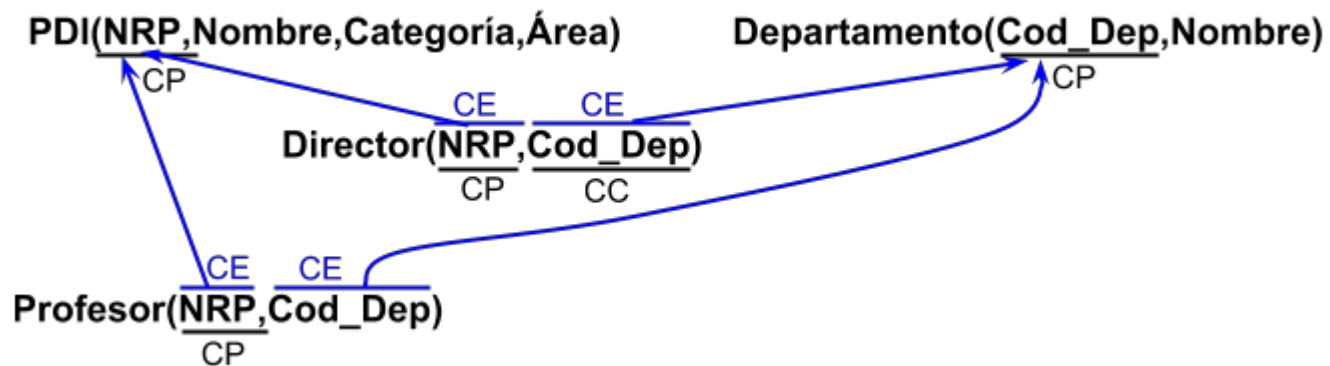 PDI(NRP,Nombre,Categoría,Área) Departamento(Cod_Dep,Nombre)
CP CP
CE CE
Director(NRP,Cod_Dep)
CP CC
CE CE
Profesor(NRP,Cod_Dep)
CP